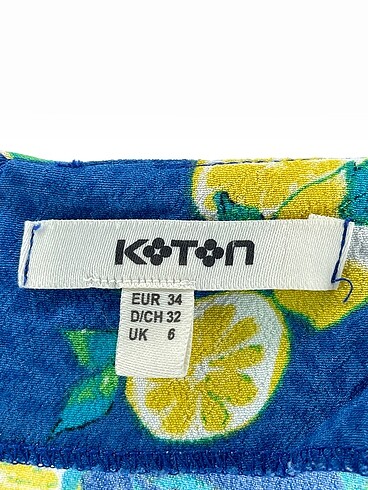 KOTON
EUR 34
D/CH 32
UK 6